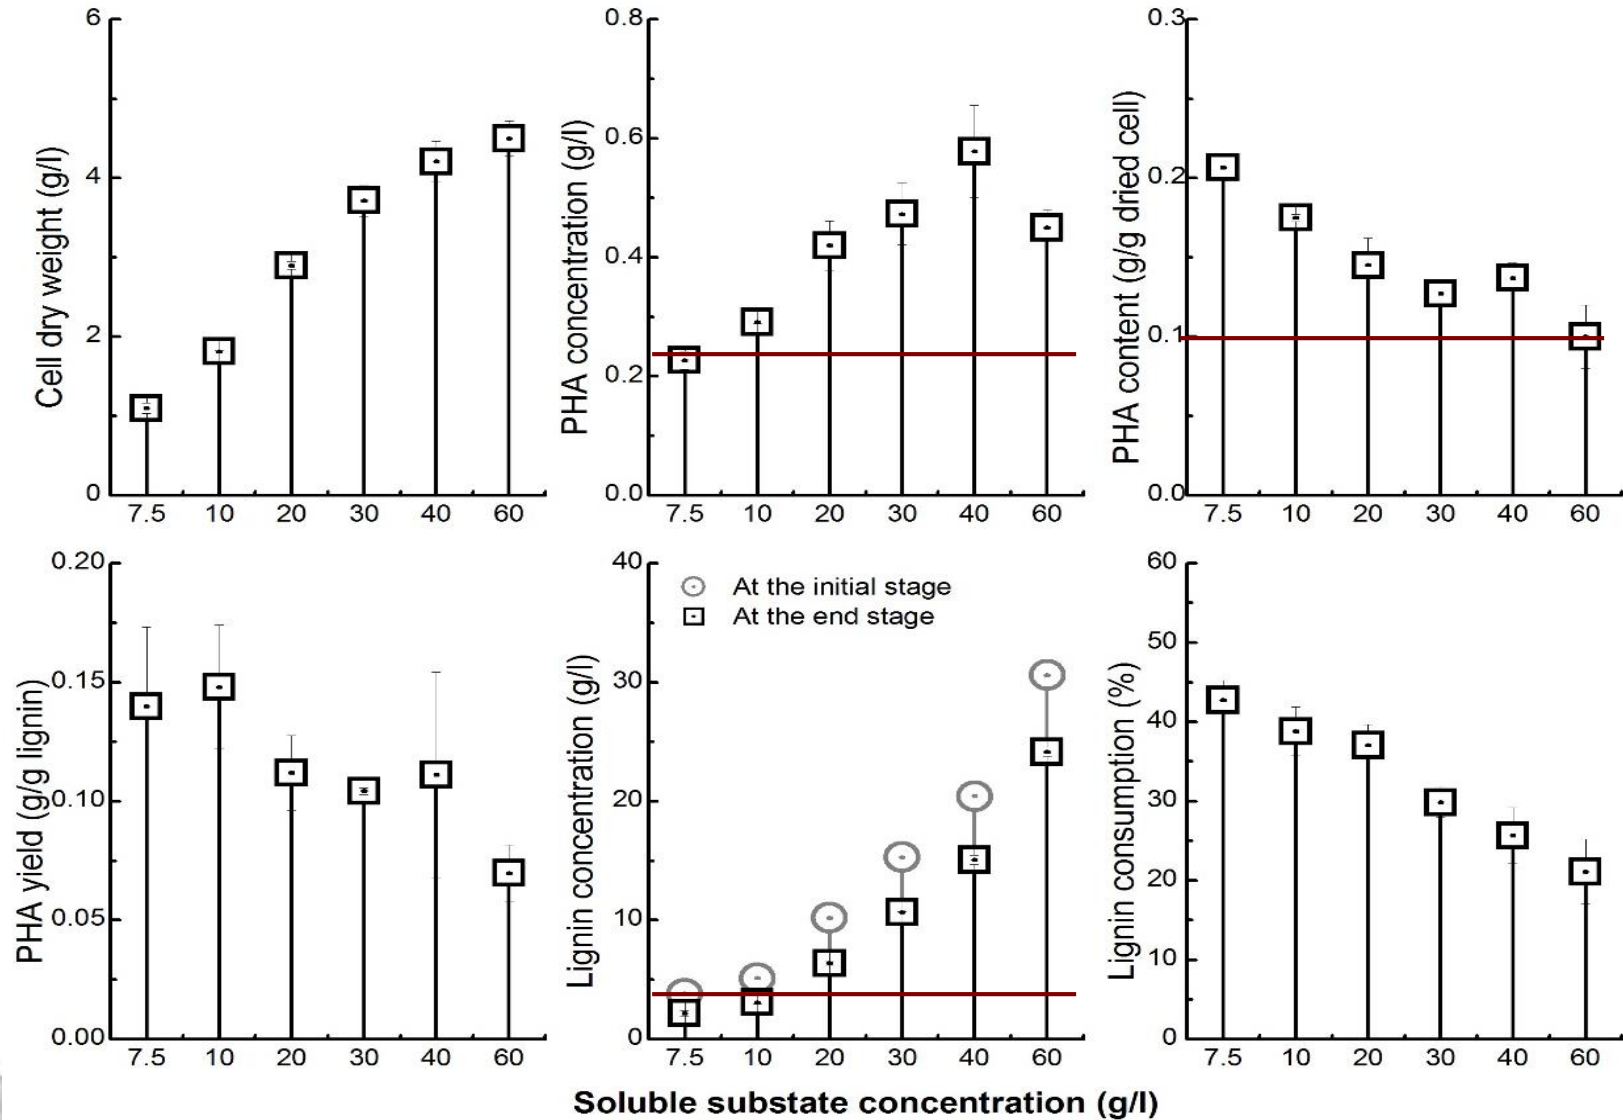 Cell dry weight (g/l)
6
4
2
0
7.5 10 20 30 40 60
PHA concentration (g/l)
0.8
0.6
0.4
0.2
0.0
7.5 10 20 30 40 60
PHA content (g/g dried cell)
0.3
0.2
0.1
0.0
7.5 10 20 30 40 60
PHA yield (g/g lignin)
0.20
0.15
0.10
0.05
0.00
7.5 10 20 30 40 60
Lignin concentration (g/l)
40
30
20
10
0
At the initial stage
At the end stage
7.5 10 20 30 40 60
Lignin consumption (%)
60
50
40
30
20
10
0
7.5 10 20 30 40 60
Soluble substate concentration (g/l)